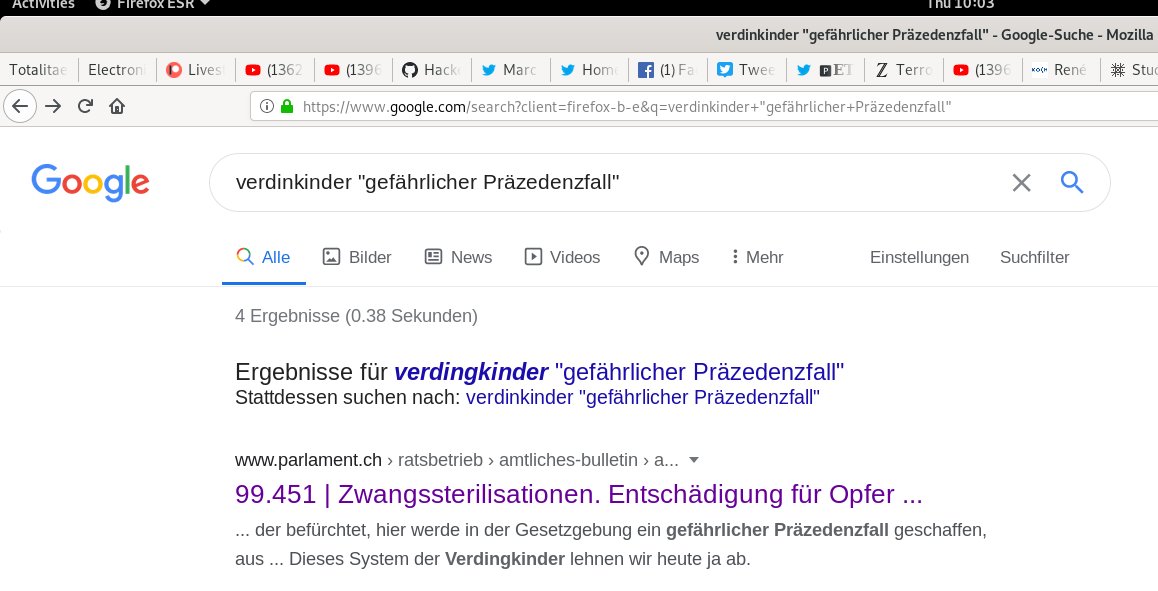 Activities Firefox ESR Thu 10:03
verdinkinder "gefährlicher Präzedenzfall" - Google-Suche - Mozilla
Totalitae Electroni Lives (1362 (1396 Hack Marc Home (1) Fa Twee ET Terro (1396 René Stu
https://www.google.com/search?client=firefox-b-e&q=verdinkinder+"gefährlicher+Präzedenzfall"
Google verdinkinder "gefährlicher Präzedenzfall"
Alle Bilder News Videos Maps Mehr Einstellungen Suchfilter
4 Ergebnisse (0.38 Sekunden)
Ergebnisse für verdingkinder "gefährlicher Präzedenzfall"
Stattdessen suchen nach: verdinkinder "gefährlicher Präzedenzfall"
www.parlament.ch › ratsbetrieb › amtliches-bulletin › a...
99.451 | Zwangssterilisationen. Entschädigung für Opfer ...
... der befürchtet, hier werde in der Gesetzgebung ein gefährlicher Präzedenzfall geschaffen,
aus ... Dieses System der Verdingkinder lehnen wir heute ja ab.